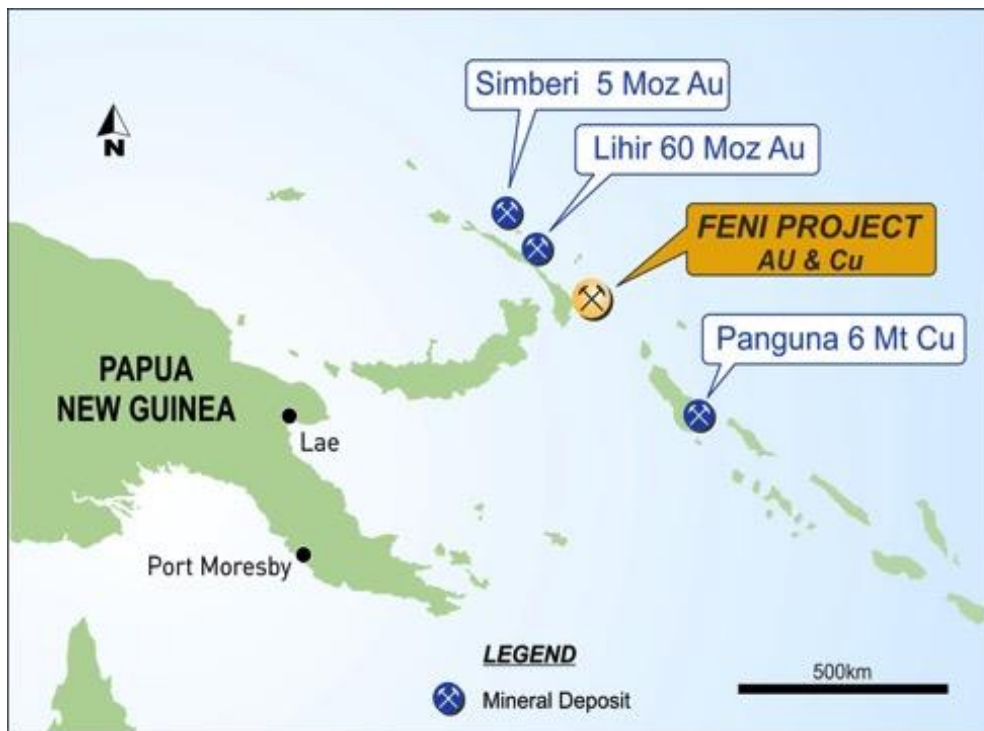 Simberi 5 Moz Au
Lihir 60 Moz Au
N
FENI PROJECT
AU & Cu
Panguna 6 Mt Cu
PAPUA
NEW GUINEA
Lae
Port Moresby
LEGEND
Mineral Deposit
500km